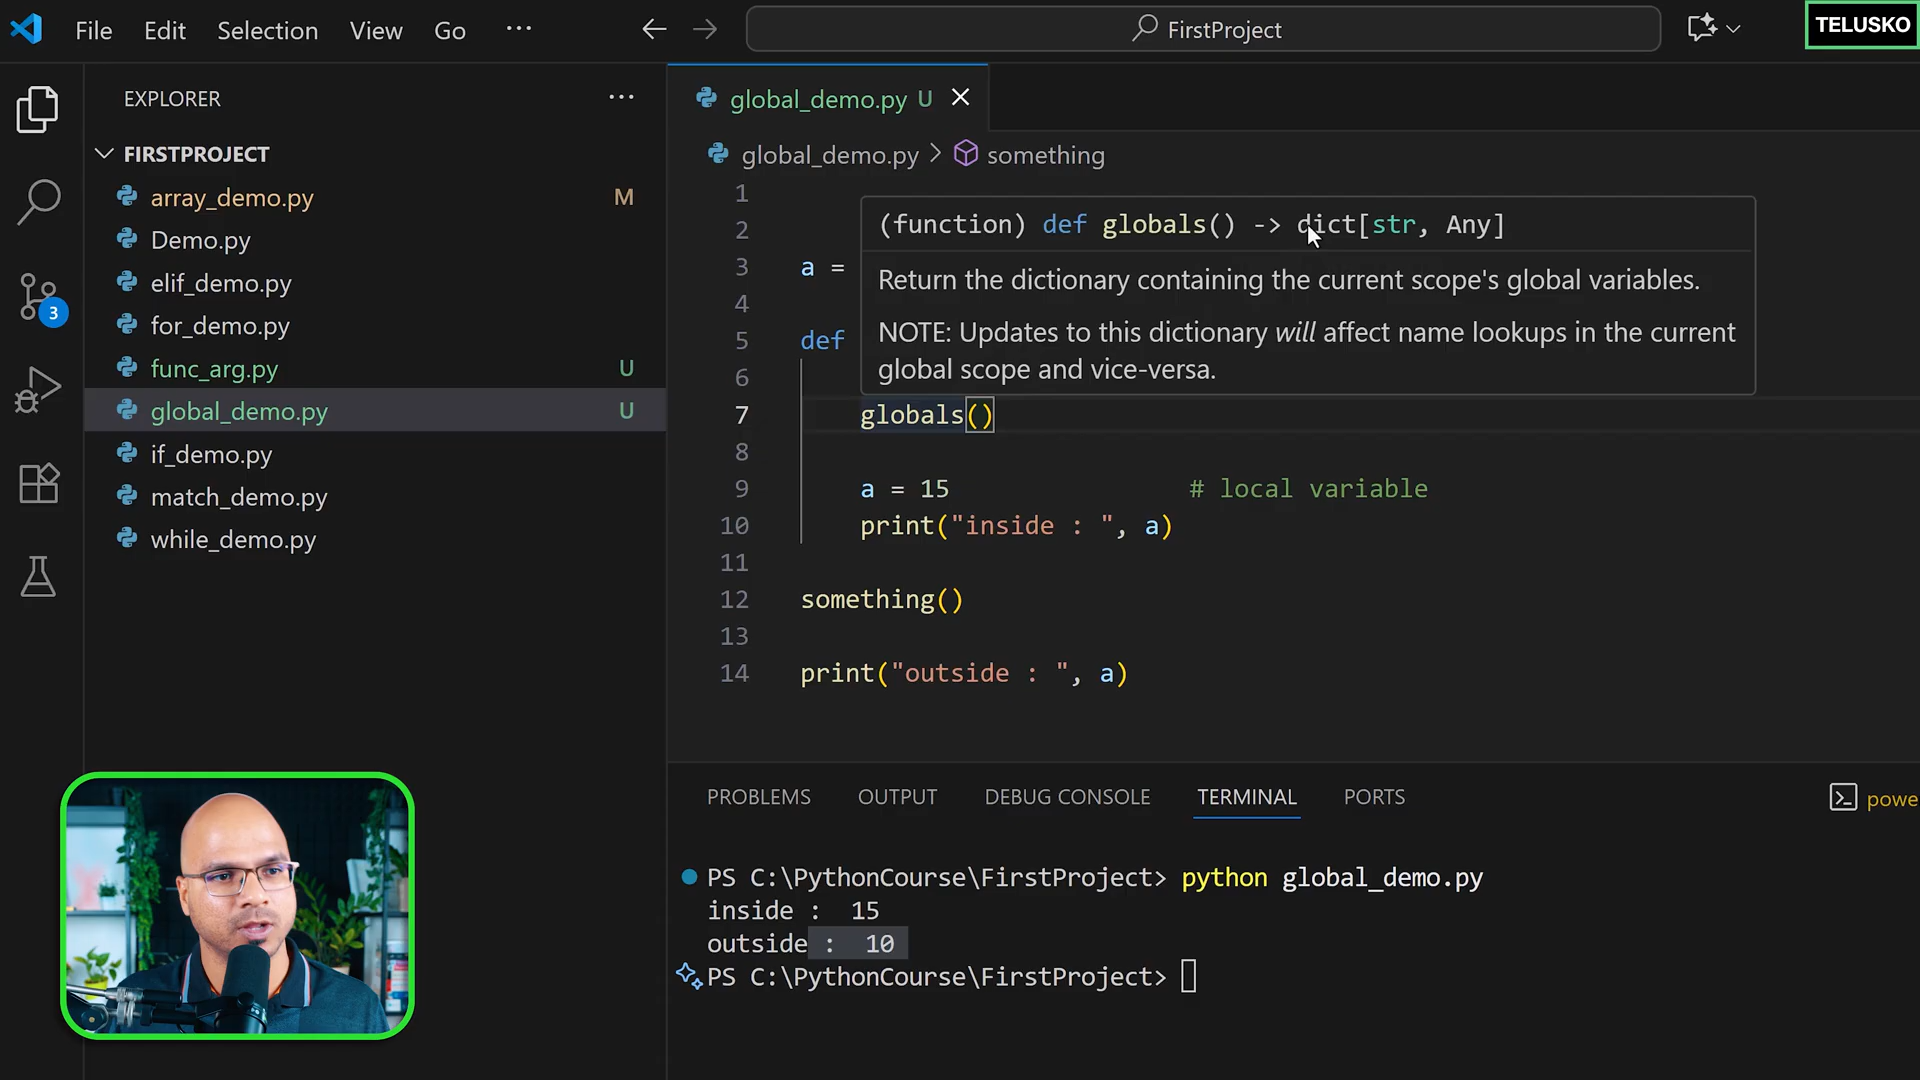 File Edit Selection View Go ··· FirstProject TELUSKO
EXPLORER ···
FIRSTPROJECT
array_demo.py M
Demo.py
elif_demo.py
for_demo.py
func_arg.py U
global_demo.py U
if_demo.py
match_demo.py
while_demo.py
3
global_demo.py U
global_demo.py > something
1
2
3 a =
4
5 def
6
(function) def globals() -> dict[str, Any]
Return the dictionary containing the current scope's global variables.
NOTE: Updates to this dictionary will affect name lookups in the current
global scope and vice-versa.
7 globals()
8
9 a = 15 # local variable
10 print("inside : ", a)
11
12 something()
13
14 print("outside : ", a)
PROBLEMS OUTPUT DEBUG CONSOLE TERMINAL PORTS powe
PS C:\PythonCourse\FirstProject> python global_demo.py
inside :  15
outside :  10
PS C:\PythonCourse\FirstProject>